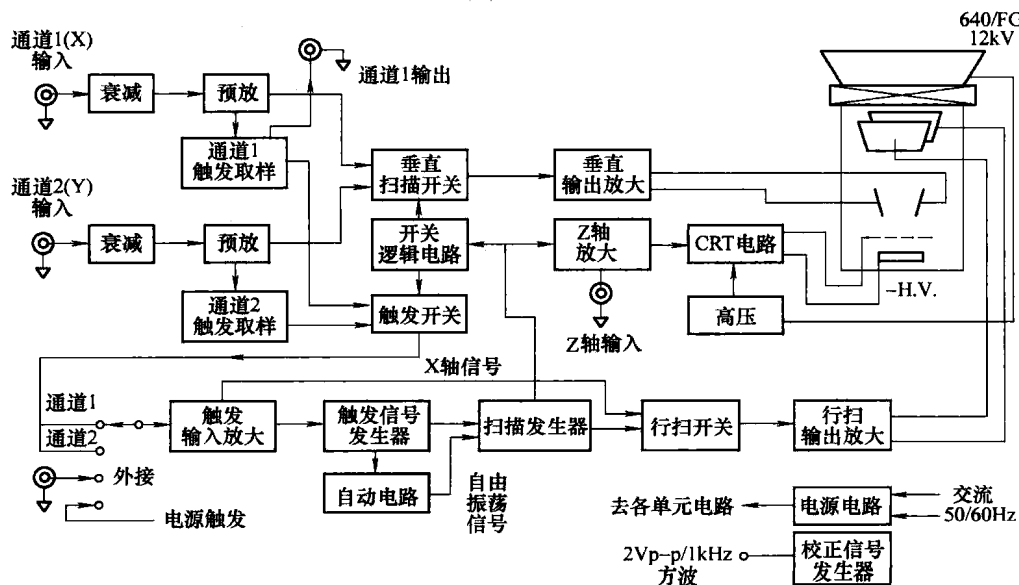 通道1(X)
输入
衰减
预放
通道1输出
通道1
触发取样
640/FG
12kV
垂直
扫描开关
垂直
输出放大
通道2(Y)
输入
衰减
预放
开关
逻辑电路
Z轴
放大
CRT电路
-H.V.
通道2
触发取样
触发开关
高压
Z轴输入
X轴信号
通道1
通道2
触发
输入放大
触发信号
发生器
扫描发生器
行扫开关
行扫
输出放大
外接
电源触发
自动电路
自由
振荡
信号
去各单元电路
电源电路
交流
50/60Hz
2Vp-p/1kHz
方波
校正信号
发生器